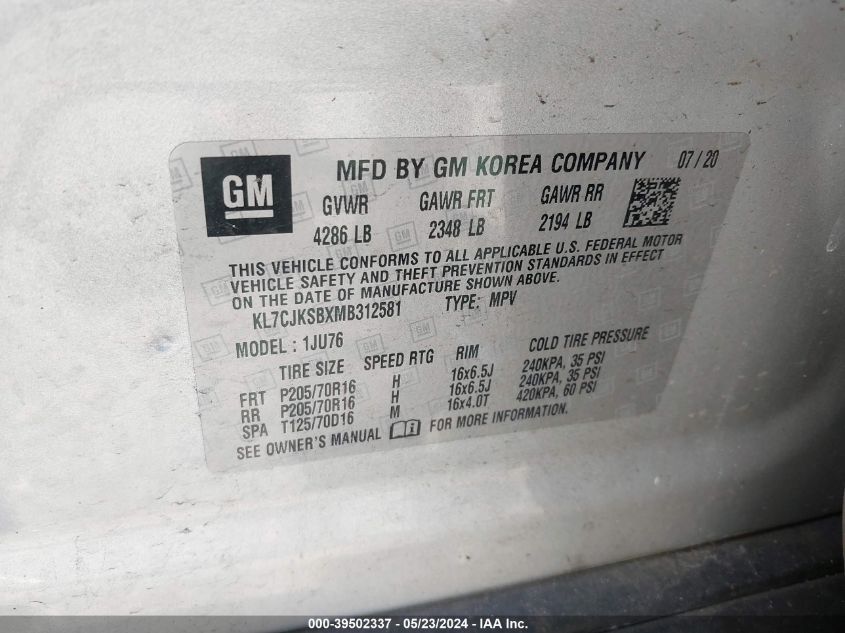 GM
MFD BY GM KOREA COMPANY 07/20
GVWR GAWR FRT GAWR RR
4286 LB 2348 LB 2194 LB
THIS VEHICLE CONFORMS TO ALL APPLICABLE U.S. FEDERAL MOTOR
VEHICLE SAFETY AND THEFT PREVENTION STANDARDS IN EFFECT
ON THE DATE OF MANUFACTURE SHOWN ABOVE.
KL7CJKSBXMB312581 TYPE: MPV
MODEL : 1JU76
TIRE SIZE SPEED RTG RIM COLD TIRE PRESSURE
FRT P205/70R16 H 16x6.5J 240KPA, 35 PSI
RR P205/70R16 H 16x6.5J 240KPA, 35 PSI
SPA T125/70D16 M 16x4.0T 420KPA, 60 PSI
SEE OWNER'S MANUAL FOR MORE INFORMATION.
000-39502337 / 05/23/2024 - IAAI.com